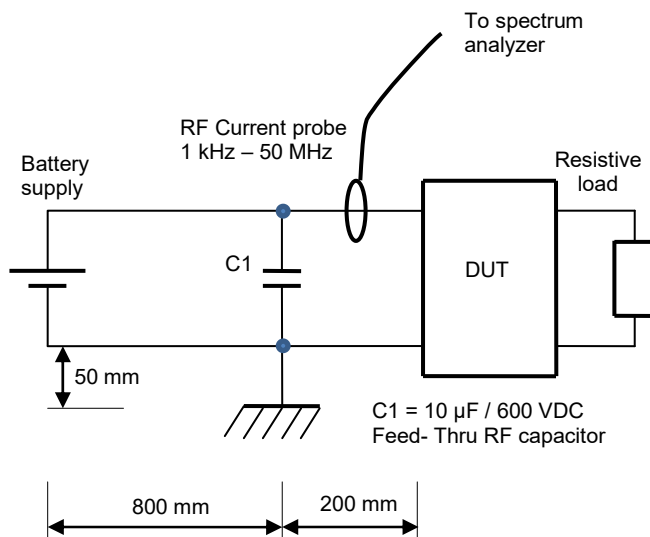 To spectrum
analyzer
RF Current probe
1 kHz – 50 MHz
Battery
supply
Resistive
load
C1
DUT
50 mm
C1 = 10 µF / 600 VDC
Feed- Thru RF capacitor
800 mm
200 mm